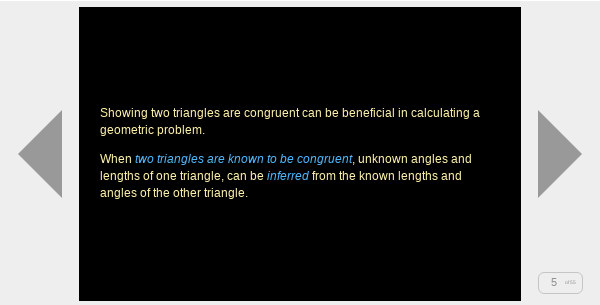 Showing two triangles are congruent can be beneficial in calculating a
geometric problem.
When two triangles are known to be congruent, unknown angles and
lengths of one triangle, can be inferred from the known lengths and
angles of the other triangle.
5